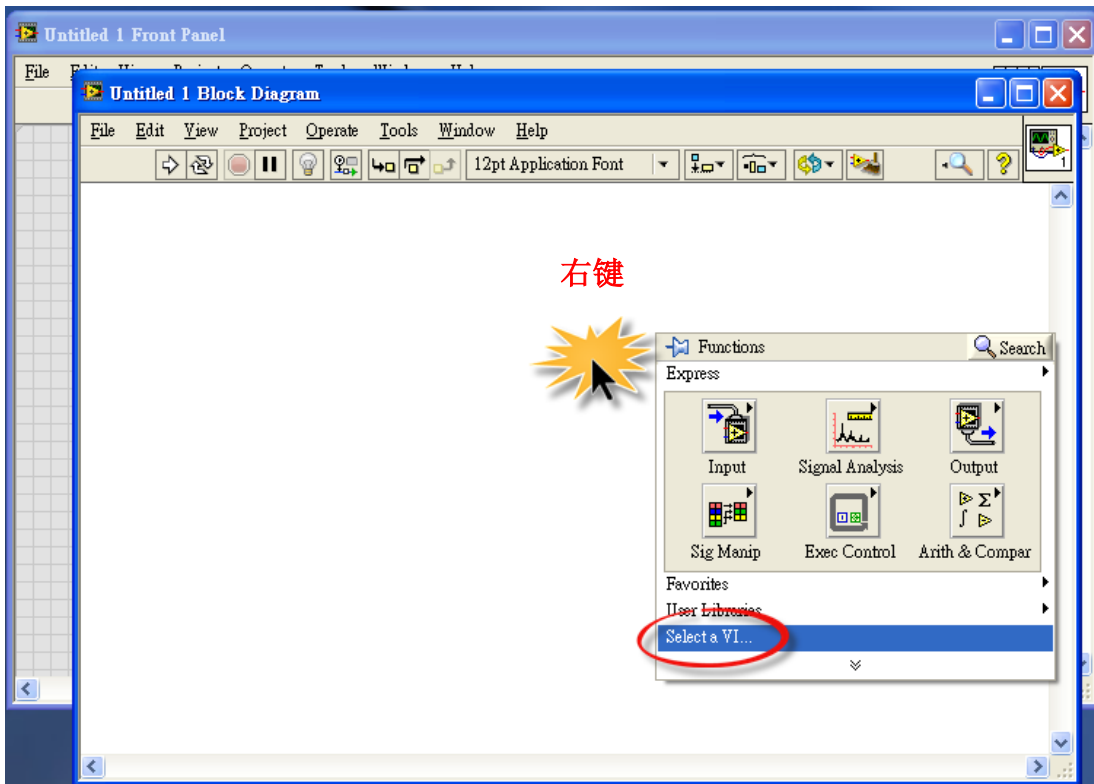 Untitled 1 Front Panel
File
Untitled 1 Block Diagram
File Edit View Project Operate Tools Window Help
12pt Application Font
1
右键
Functions
Search
Express
Input Signal Analysis Output
Sig Manip Exec Control Arith & Compar
Favorites
User Libraries
Select a VI...